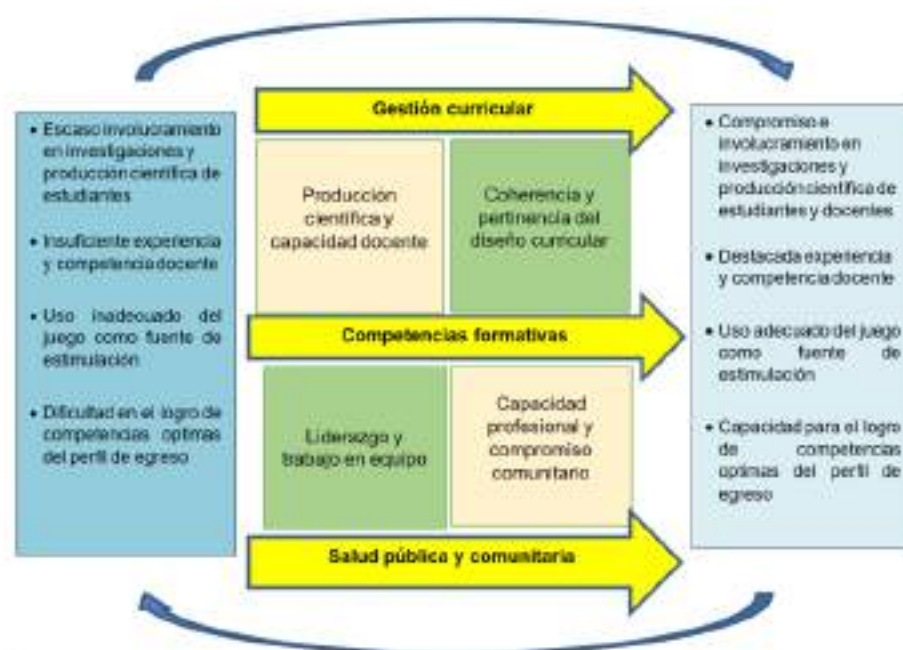 Gestión curricular
• Escaso involucramiento
en investigaciones y
producción científica de
estudiantes
• Insuficiente experiencia
y competencia docente
• Uso inadecuado del
juego como fuente de
estimulación
• Dificultad en el logro de
competencias optimas
del perfil de egreso
Producción
científica y
capacidad docente
Coherencia y
pertinencia del
diseño curricular
Competencias formativas
Liderazgo y
trabajo en equipo
Capacidad
profesional y
compromiso
comunitario
Salud pública y comunitaria
• Compromiso e
involucramiento en
investigaciones y
producción científica de
estudiantes y docentes
• Destacada experiencia
y competencia docente
• Uso adecuado del juego
como fuente de
estimulación
• Capacidad para el logro
de competencias
optimas del perfil de
egreso